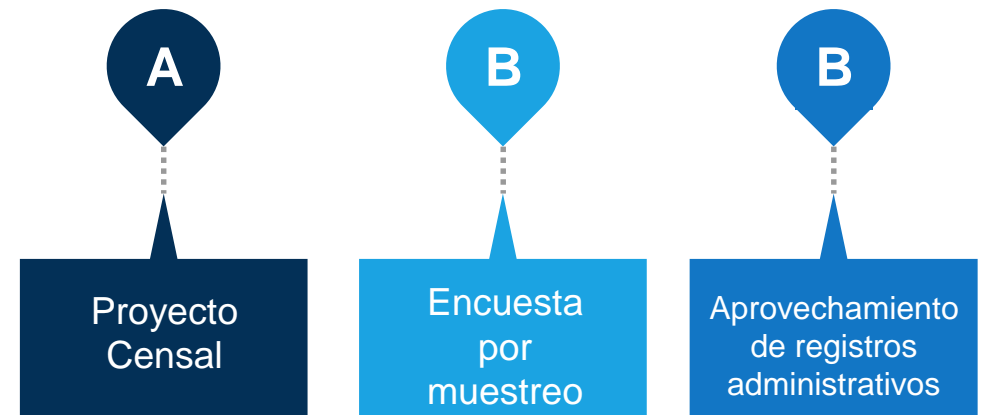 A
B
B
Proyecto
Censal
Encuesta
por
muestreo
Aprovechamiento
de registros
administrativos